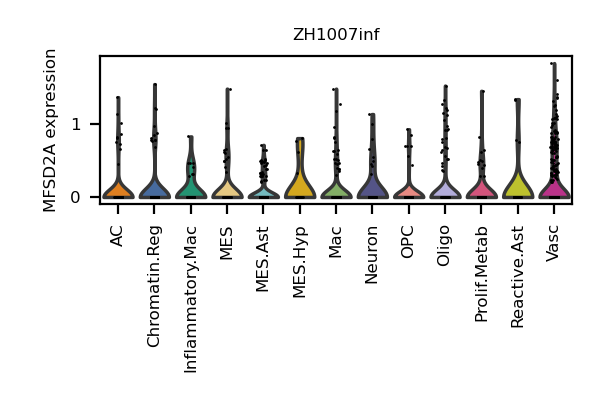 ZH1007inf
MFSD2A expression
1
0
AC
Chromatin.Reg
Inflammatory.Mac
MES
MES.Ast
MES.Hyp
Mac
Neuron
OPC
Oligo
Prolif.Metab
Reactive.Ast
Vasc